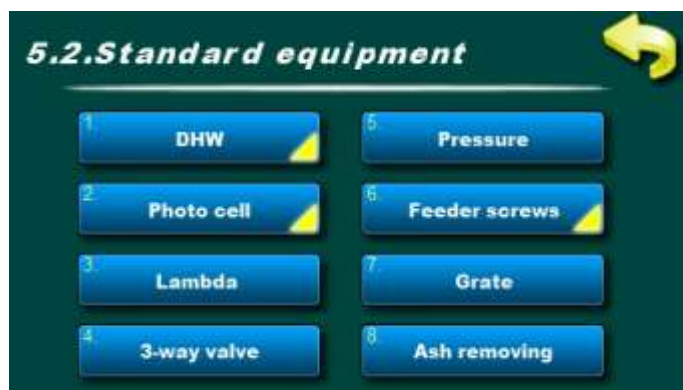 5.2.Standard equipment
1. DHW
2. Photo cell
3. Lambda
4. 3-way valve
5. Pressure
6. Feeder screws
7. Grate
8. Ash removing